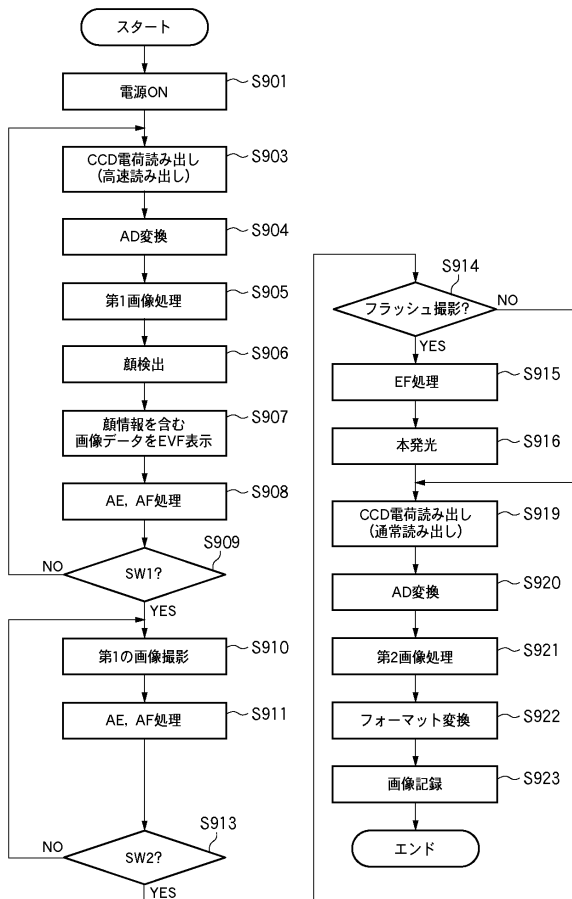 スタート
電源ON
S901
CCD電荷読み出し
(高速読み出し)
S903
AD変換
S904
第1画像処理
S905
顔検出
S906
顔情報を含む
画像データをEVF表示
S907
AE, AF処理
S908
SW1?
S909
NO
YES
第1の画像撮影
S910
AE, AF処理
S911
SW2?
S913
NO
YES
フラッシュ撮影?
S914
NO
YES
EF処理
S915
本発光
S916
CCD電荷読み出し
(通常読み出し)
S919
AD変換
S920
第2画像処理
S921
フォーマット変換
S922
画像記録
S923
エンド